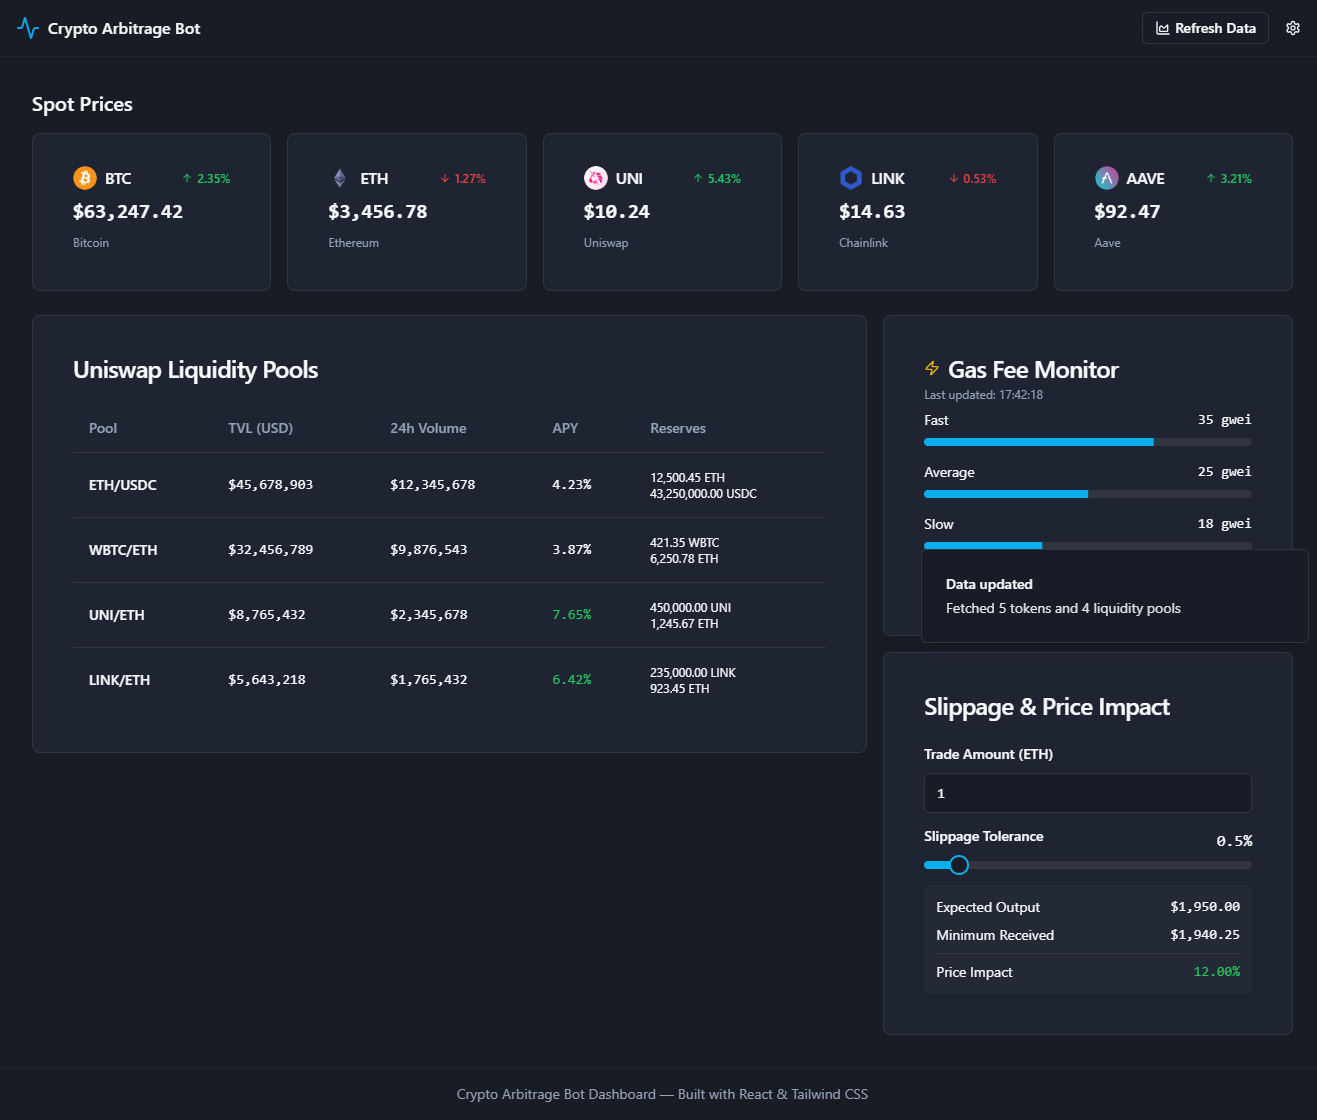 Crypto Arbitrage Bot
Refresh Data
Spot Prices
BTC ↑ 2.35%
$63,247.42
Bitcoin
ETH ↓ 1.27%
$3,456.78
Ethereum
UNI ↑ 5.43%
$10.24
Uniswap
LINK ↓ 0.53%
$14.63
Chainlink
AAVE ↑ 3.21%
$92.47
Aave
Uniswap Liquidity Pools
Pool TVL (USD) 24h Volume APY Reserves
ETH/USDC $45,678,903 $12,345,678 4.23% 12,500.45 ETH
43,250,000.00 USDC
WBTC/ETH $32,456,789 $9,876,543 3.87% 421.35 WBTC
6,250.78 ETH
UNI/ETH $8,765,432 $2,345,678 7.65% 450,000.00 UNI
1,245.67 ETH
LINK/ETH $5,643,218 $1,765,432 6.42% 235,000.00 LINK
923.45 ETH
Gas Fee Monitor
Last updated: 17:42:18
Fast 35 gwei
Average 25 gwei
Slow 18 gwei
Data updated
Fetched 5 tokens and 4 liquidity pools
Slippage & Price Impact
Trade Amount (ETH)
1
Slippage Tolerance 0.5%
Expected Output $1,950.00
Minimum Received $1,940.25
Price Impact 12.00%
Crypto Arbitrage Bot Dashboard — Built with React & Tailwind CSS